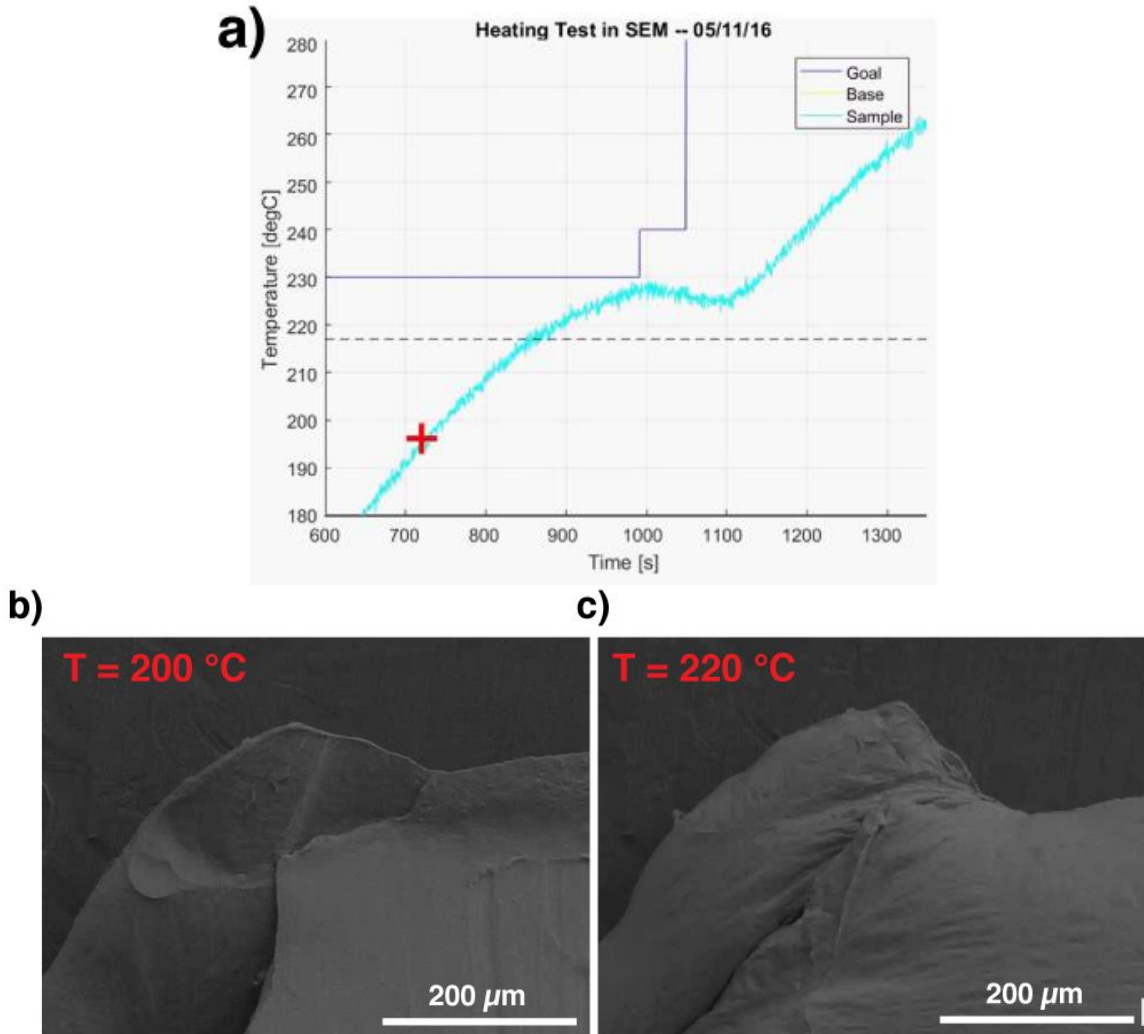 a)
Heating Test in SEM -- 05/11/16
Goal
Base
Sample
280
270
260
250
240
230
220
210
200
190
180
Temperature [degC]
600 700 800 900 1000 1100 1200 1300
Time [s]
b)
c)
T = 200 °C
T = 220 °C
200 µm
200 µm